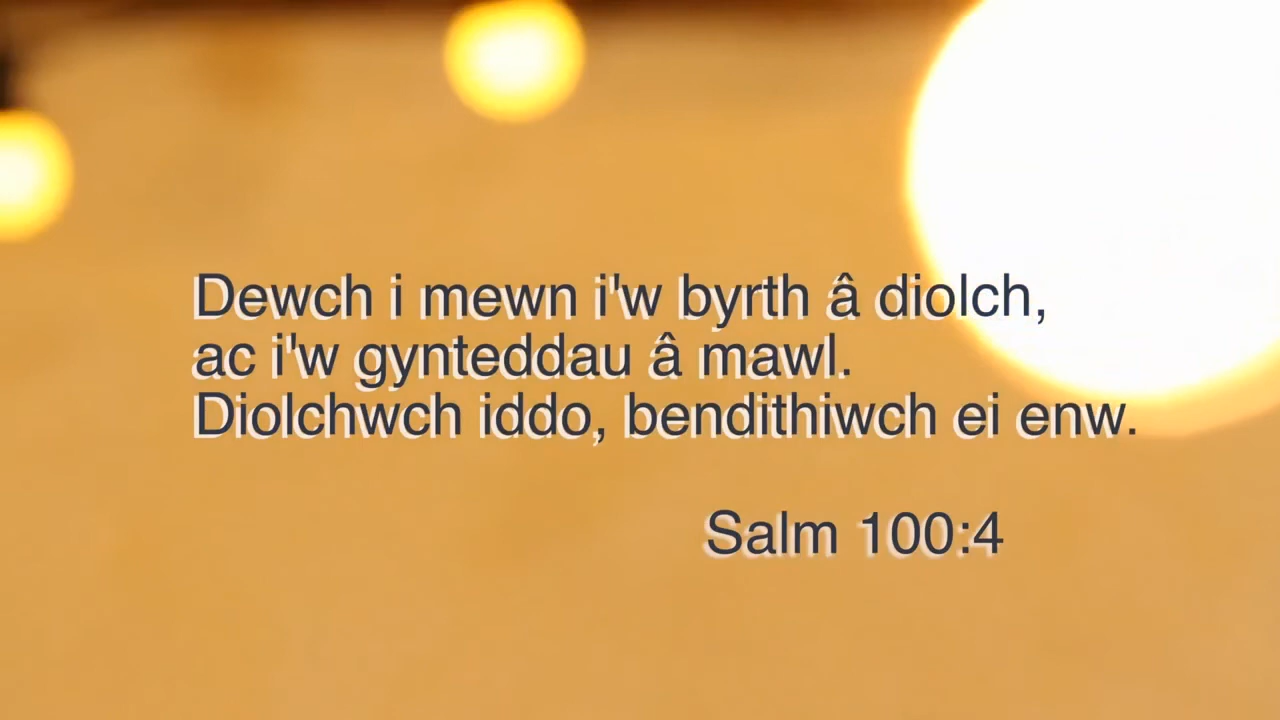 Dewch i mewn i'w byrth â diolch,
ac i'w gynteddau â mawl.
Diolchwch iddo, bendithiwch ei enw.
Salm 100:4